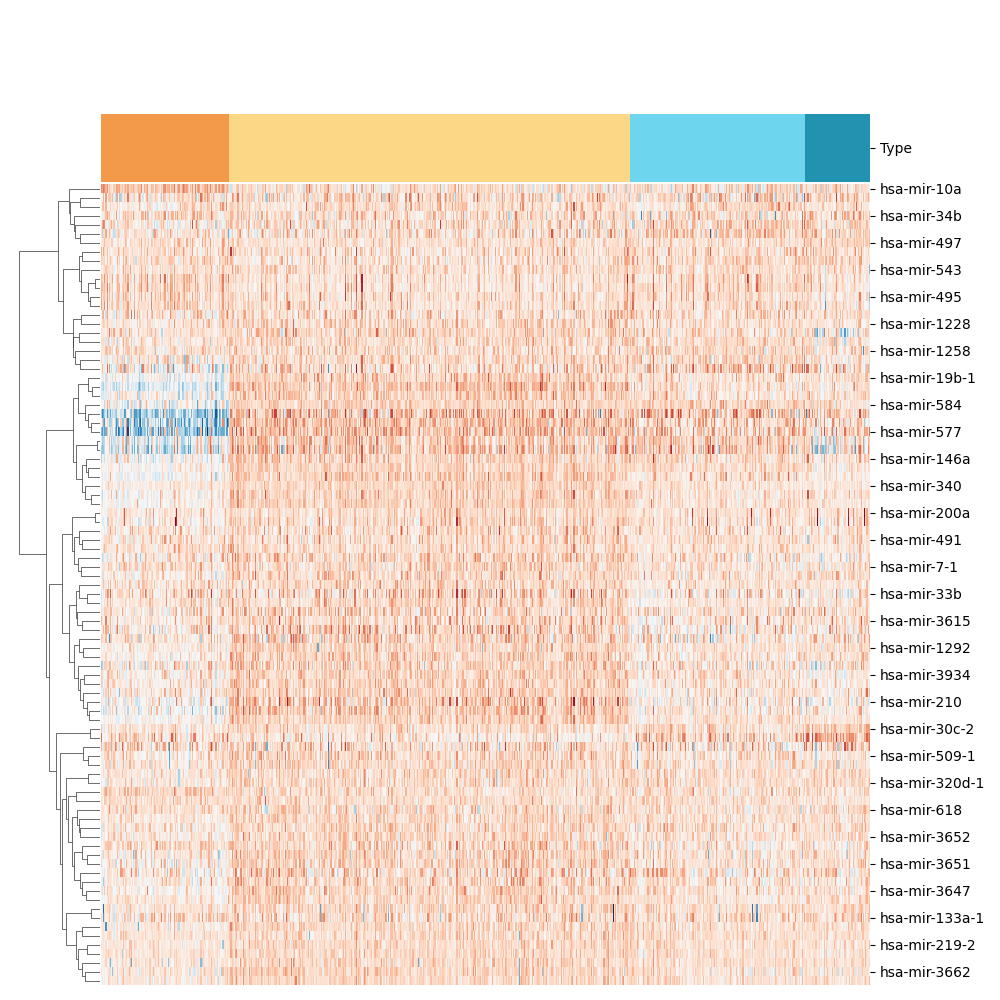 Type
hsa-mir-10a
hsa-mir-34b
hsa-mir-497
hsa-mir-543
hsa-mir-495
hsa-mir-1228
hsa-mir-1258
hsa-mir-19b-1
hsa-mir-584
hsa-mir-577
hsa-mir-146a
hsa-mir-340
hsa-mir-200a
hsa-mir-491
hsa-mir-7-1
hsa-mir-33b
hsa-mir-3615
hsa-mir-1292
hsa-mir-3934
hsa-mir-210
hsa-mir-30c-2
hsa-mir-509-1
hsa-mir-320d-1
hsa-mir-618
hsa-mir-3652
hsa-mir-3651
hsa-mir-3647
hsa-mir-133a-1
hsa-mir-219-2
hsa-mir-3662